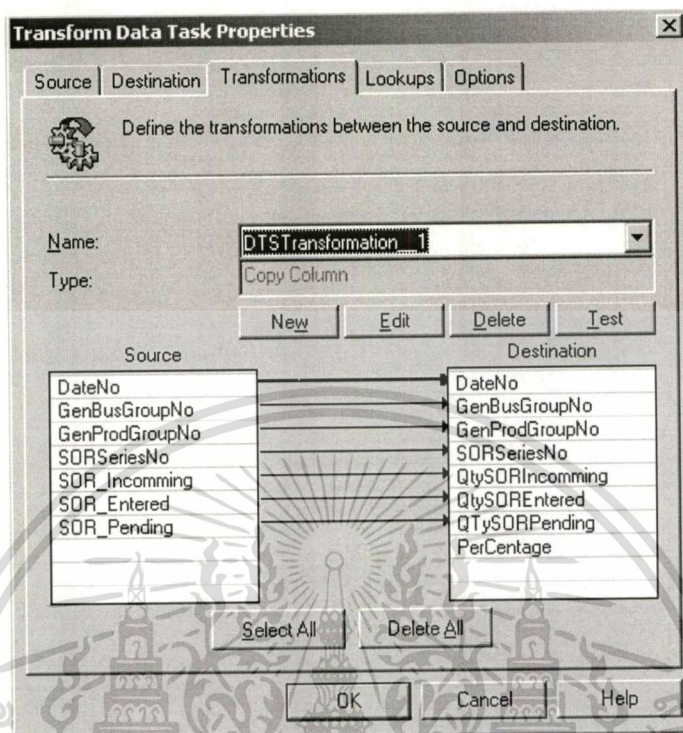 Transform Data Task Properties
Source Destination Transformations Lookups Options
Define the transformations between the source and destination.
Name: DTSTransformation__1
Type: Copy Column
New Edit Delete Test
Source Destination
DateNo DateNo
GenBusGroupNo GenBusGroupNo
GenProdGroupNo GenProdGroupNo
SORSeriesNo SORSeriesNo
SOR_Incomming QtySORIncomming
SOR_Entered QtySOREntered
SOR_Pending QTySORPending
PerCentage
Select All Delete All
OK Cancel Help